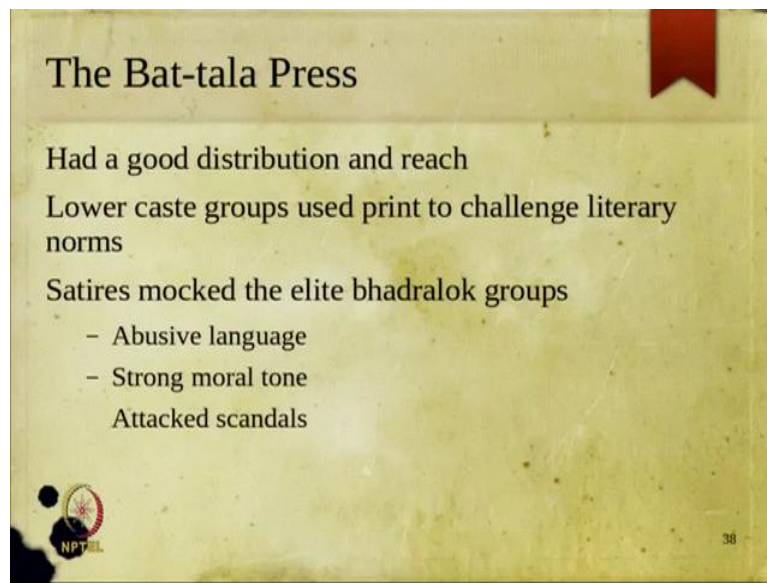 The Bat-tala Press
Had a good distribution and reach
Lower caste groups used print to challenge literary
norms
Satires mocked the elite bhadralok groups
– Abusive language
– Strong moral tone
Attacked scandals
NPTEL
38